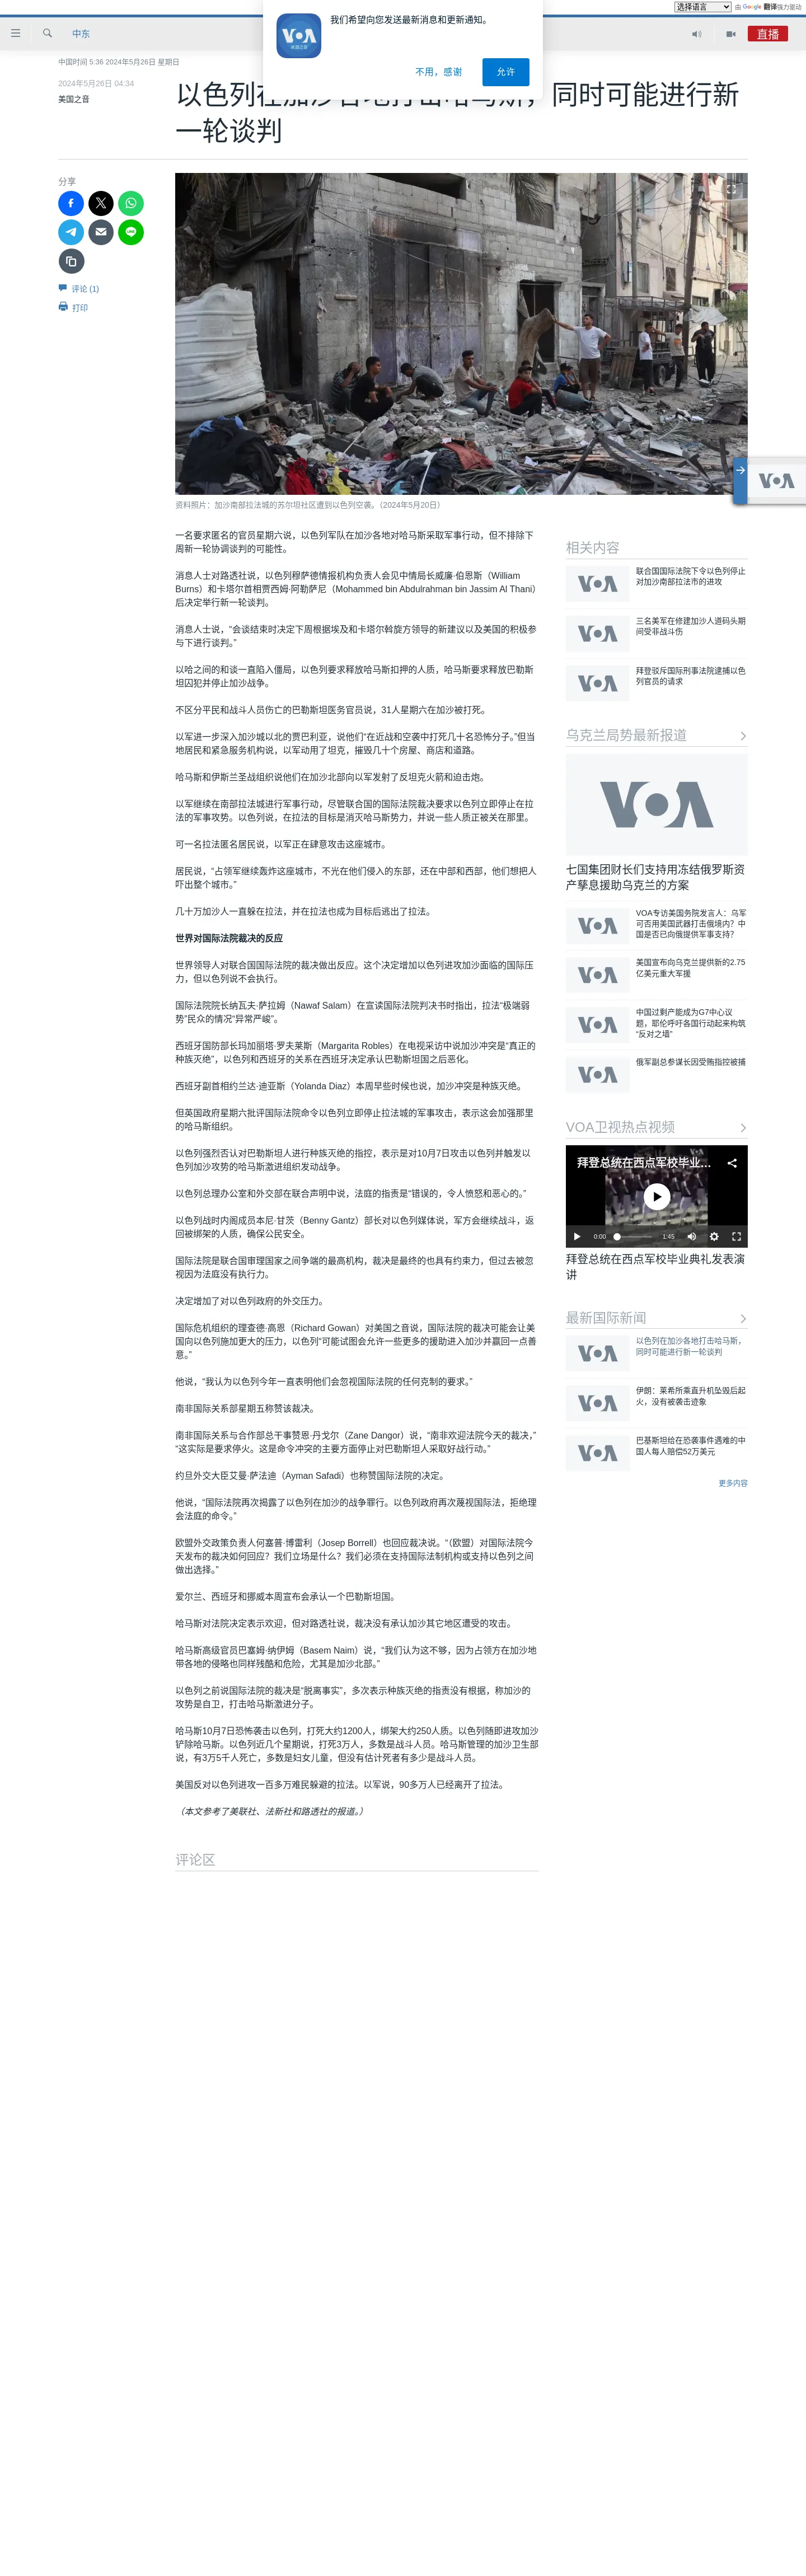 选择语言 由 Google 翻译强力驱动
我们希望向您发送最新消息和更新通知。
不用，感谢
允许
中东
直播
中国时间 5:36 2024年5月26日 星期日
2024年5月26日 04:34
美国之音
以色列在加沙各地打击哈马斯，同时可能进行新
一轮谈判
分享
评论 (1)
打印
资料照片：加沙南部拉法城的苏尔坝社区遭到以色列空袭。（2024年5月20日）
一名要求匿名的官员星期六说，以色列军队在加沙各地对哈马斯采取军事行动，但不排除下
周新一轮协调谈判的可能性。
消息人士对路透社说，以色列穆萨德情报机构负责人会见中情局长威廉·伯恩斯（William
Burns）和卡塔尔首相贾西姆·阿勒萨尼（Mohammed bin Abdulrahman bin Jassim Al Thani）
后决定举行新一轮谈判。
消息人士说，“会谈结束时决定下周根据埃及和卡塔尔斡旋方领导的新建议以及美国的积极参
与下进行谈判。”
以哈之间的和谈一直陷入僵局，以色列要求释放哈马斯扣押的人质，哈马斯要求释放巴勒斯
坦囚犯并停止加沙战争。
不区分平民和战斗人员伤亡的巴勒斯坦医务官员说，31人星期六在加沙被打死。
以军进一步深入加沙城以北的贾巴利亚，说他们“在近战和空袭中打死几十名恐怖分子。”但当
地居民和紧急服务机构说，以军动用了坦克，摧毁几十个房屋、商店和道路。
哈马斯和伊斯兰圣战组织说他们在加沙北部向以军发射了反坦克火箭和迫击炮。
以军继续在南部拉法城进行军事行动，尽管联合国的国际法院裁决要求以色列立即停止在拉
法的军事攻势。以色列说，在拉法的目标是消灭哈马斯势力，并说一些人质正被关在那里。
可一名拉法匿名居民说，以军正在肆意攻击这座城市。
居民说，“占领军继续轰炸这座城市，不光在他们侵入的东部，还在中部和西部，他们想把人
吓出整个城市。”
几十万加沙人一直躲在拉法，并在拉法也成为目标后逃出了拉法。
世界对国际法院裁决的反应
世界领导人对联合国国际法院的裁决做出反应。这个决定增加以色列进攻加沙面临的国际压
力，但以色列说不会执行。
国际法院院长纳瓦夫·萨拉姆（Nawaf Salam）在宣读国际法院判决书时指出，拉法“极端弱
势”民众的情况“异常严峻”。
西班牙国防部长玛加丽塔·罗夫莱斯（Margarita Robles）在电视采访中说加沙冲突是“真正的
种族灭绝”，以色列和西班牙的关系在西班牙决定承认巴勒斯坦国之后恶化。
西班牙副首相约兰达·迪亚斯（Yolanda Diaz）本周早些时候也说，加沙冲突是种族灭绝。
但英国政府星期六批评国际法院命令以色列立即停止拉法城的军事攻击，表示这会加强那里
的哈马斯组织。
以色列强烈否认对巴勒斯坦人进行种族灭绝的指控，表示是对10月7日攻击以色列并触发以
色列加沙攻势的哈马斯激进组织发动战争。
以色列总理办公室和外交部在联合声明中说，法庭的指责是“错误的，令人愤怒和恶心的。”
以色列战时内阁成员本尼·甘茨（Benny Gantz）部长对以色列媒体说，军方会继续战斗，返
回被绑架的人质，确保公民安全。
国际法院是联合国审理国家之间争端的最高机构，裁决是最终的也具有约束力，但过去被忽
视因为法庭没有执行力。
决定增加了对以色列政府的外交压力。
国际危机组织的理查德·高恩（Richard Gowan）对美国之音说，国际法院的裁决可能会让美
国向以色列施加更大的压力，以色列“可能试图会允许一些更多的援助进入加沙并赢回一点善
意。”
他说，“我认为以色列今年一直表明他们会忽视国际法院的任何克制的要求。”
南非国际关系部星期五称赞该裁决。
南非国际关系与合作部总干事赞恩·丹戈尔（Zane Dangor）说，“南非欢迎法院今天的裁决，”
“这实际是要求停火。这是命令冲突的主要方面停止对巴勒斯坦人采取好战行动。”
约旦外交大臣艾曼·萨法迪（Ayman Safadi）也称赞国际法院的决定。
他说，“国际法院再次揭露了以色列在加沙的战争罪行。以色列政府再次蔑视国际法，拒绝理
会法庭的命令。”
欧盟外交政策负责人何塞普·博雷利（Josep Borrell）也回应裁决说。“（欧盟）对国际法院今
天发布的裁决如何回应？我们立场是什么？我们必须在支持国际法制机构或支持以色列之间
做出选择。”
爱尔兰、西班牙和挪威本周宣布会承认一个巴勒斯坦国。
哈马斯对法院决定表示欢迎，但对路透社说，裁决没有承认加沙其它地区遭受的攻击。
哈马斯高级官员巴塞姆·纳伊姆（Basem Naim）说，“我们认为这不够，因为占领方在加沙地
带各地的侵略也同样残酷和危险，尤其是加沙北部。”
以色列之前说国际法院的裁决是“脱离事实”，多次表示种族灭绝的指责没有根据，称加沙的
攻势是自卫，打击哈马斯激进分子。
哈马斯10月7日恐怖袭击以色列，打死大约1200人，绑架大约250人质。以色列随即进攻加沙
铲除哈马斯。以色列近几个星期说，打死3万人，多数是战斗人员。哈马斯管理的加沙卫生部
说，有3万5千人死亡，多数是妇女儿童，但没有估计死者有多少是战斗人员。
美国反对以色列进攻一百多万难民躲避的拉法。以军说，90多万人已经离开了拉法。
（本文参考了美联社、法新社和路透社的报道。）
评论区
相关内容
联合国国际法院下令以色列停止
对加沙南部拉法市的进攻
三名美军在修建加沙人道码头期
间受非战斗伤
拜登驳斥国际刑事法院逮捕以色
列官员的请求
乌克兰局势最新报道
VOA
七国集团财长们支持用冻结俄罗斯资
产孳息援助乌克兰的方案
VOA专访美国务院发言人：乌军
可否用美国武器打击俄境内？中
国是否已向俄提供军事支持？
美国宣布向乌克兰提供新的2.75
亿美元重大军援
中国过剩产能成为G7中心议
题，耶伦呼吁各国行动起来构筑
“反对之墙”
俄军副总参谋长因受贿指控被捕
VOA卫视热点视频
拜登总统在西点军校毕业...
0:00
1:45
拜登总统在西点军校毕业典礼发表演
讲
最新国际新闻
以色列在加沙各地打击哈马斯，
同时可能进行新一轮谈判
伊朗：莱希所乘直升机坠毁后起
火，没有被袭击迹象
巴基斯坦给在恐袭事件遇难的中
国人每人赔偿52万美元
更多内容